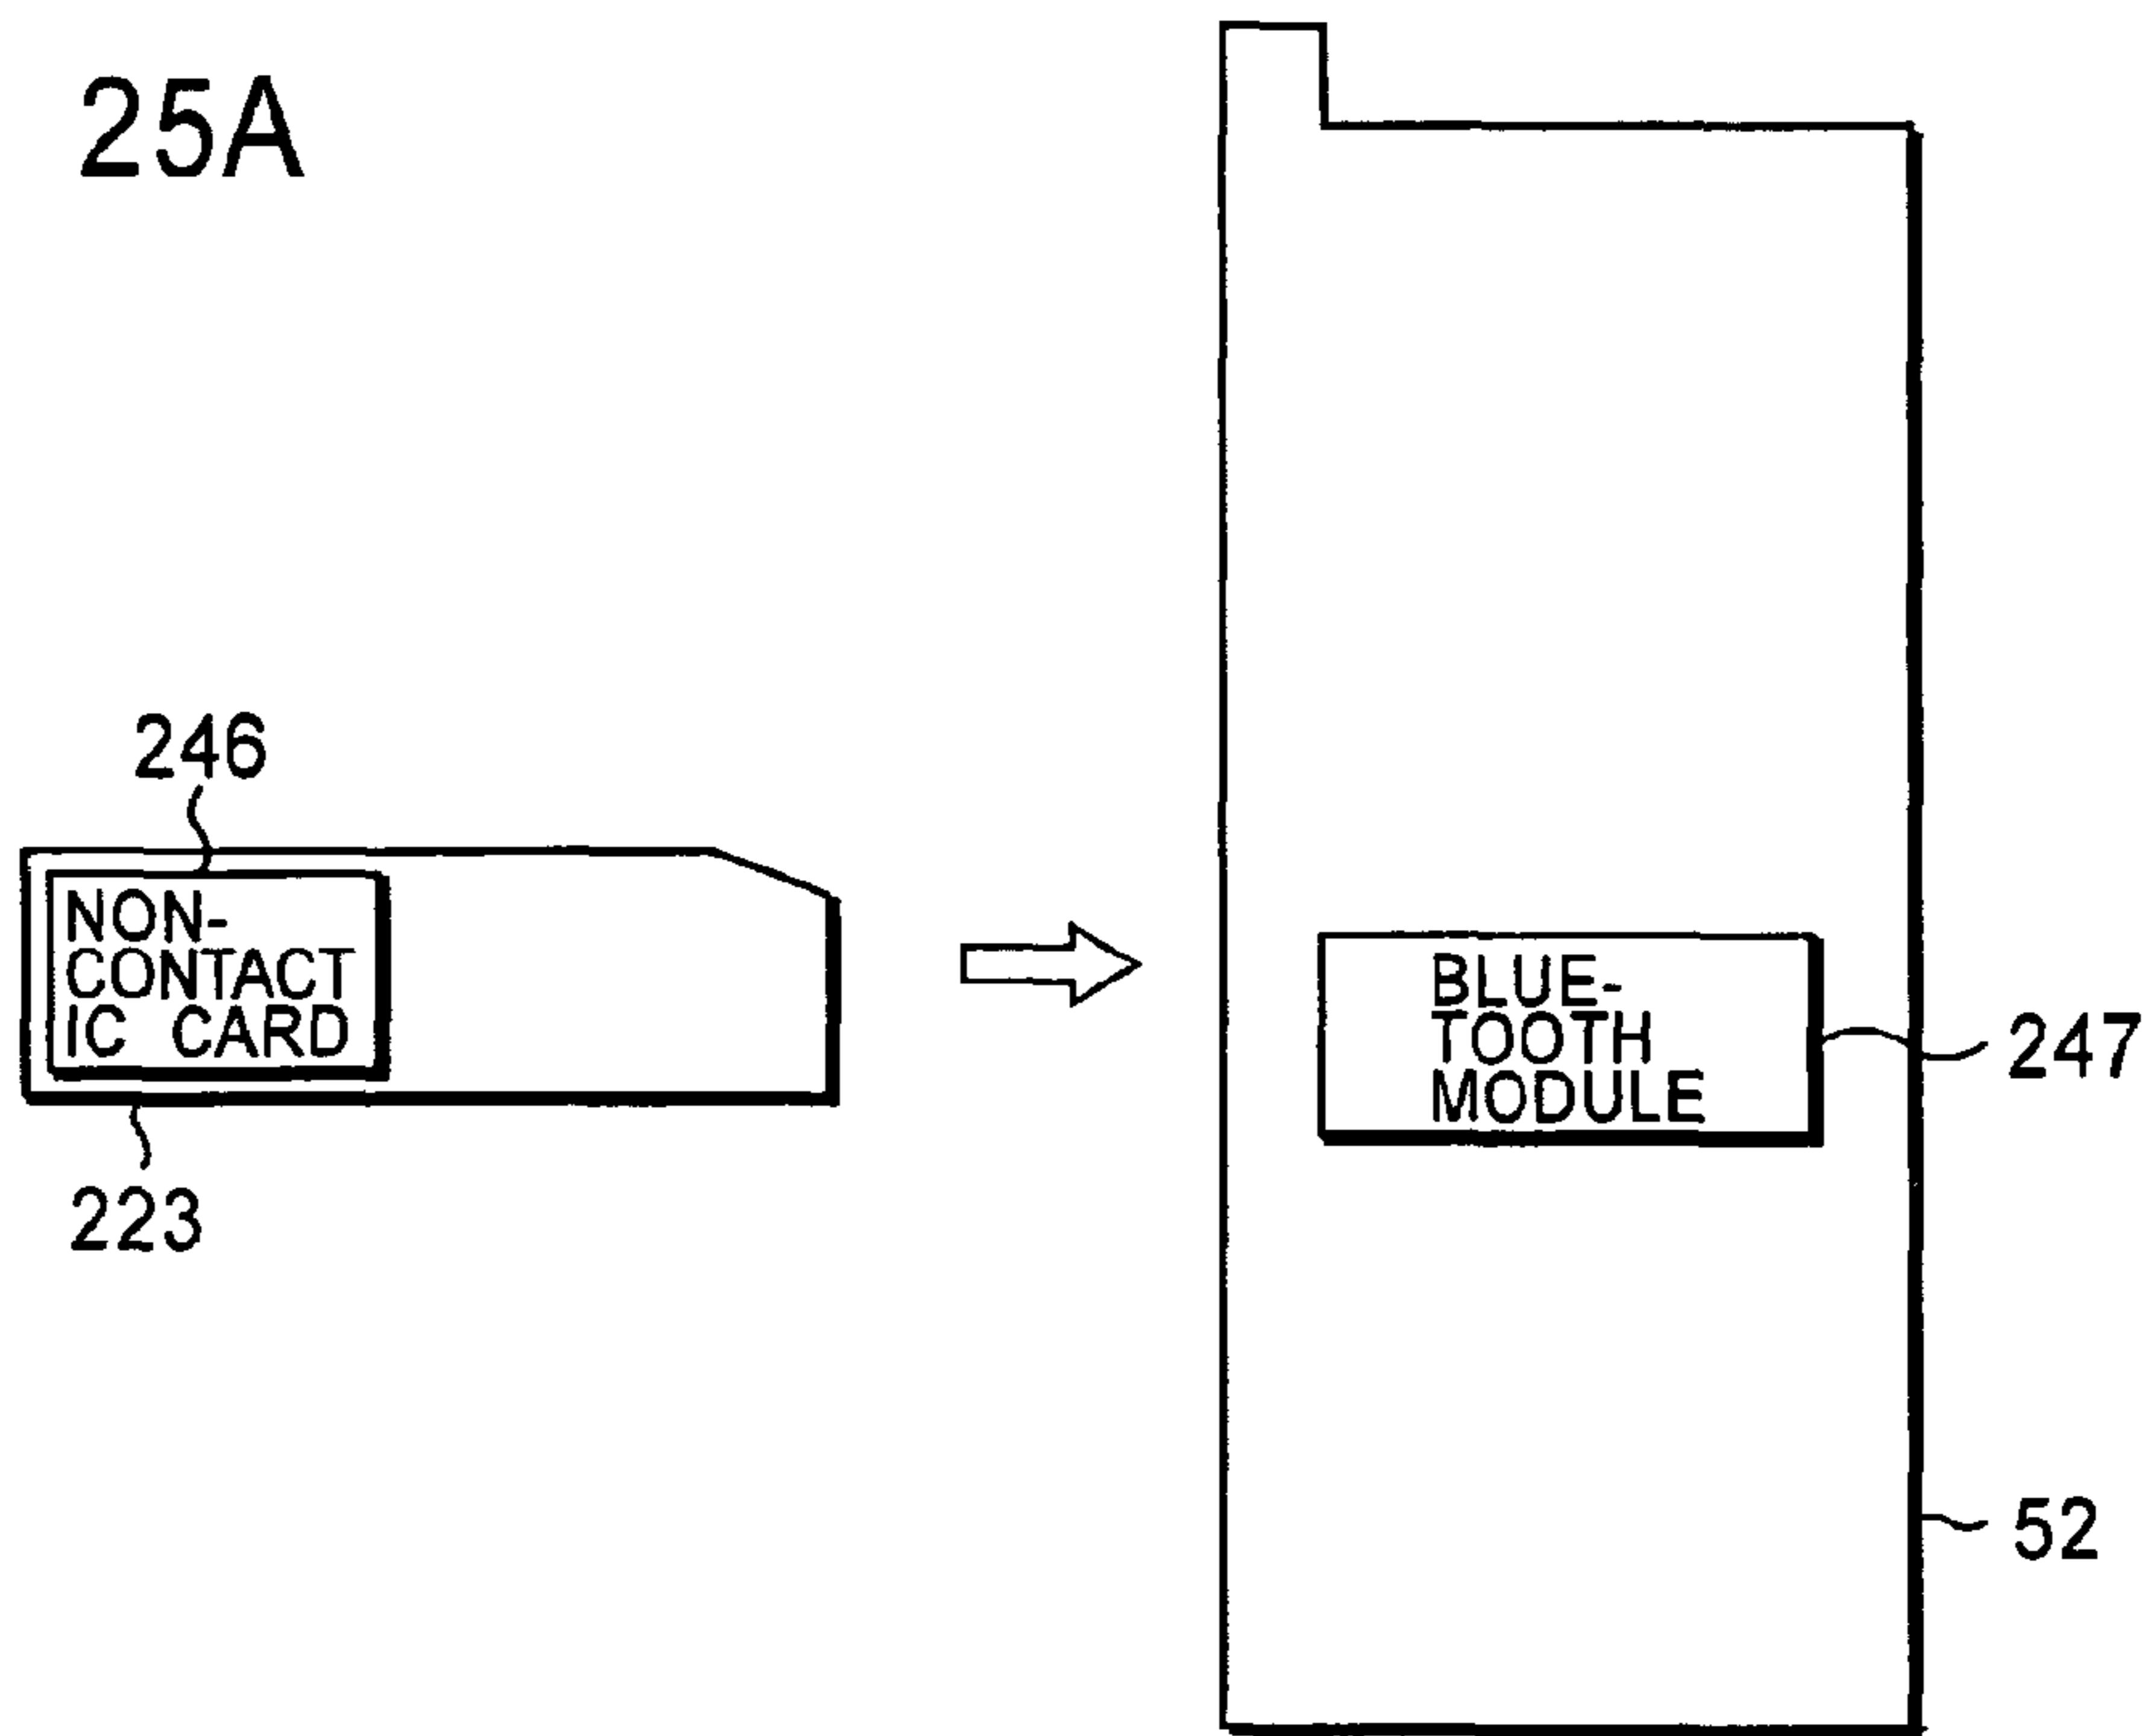 25A
246
NON-
CONTACT
IC CARD
223
BLUE-
TOOTH
MODULE
247
52